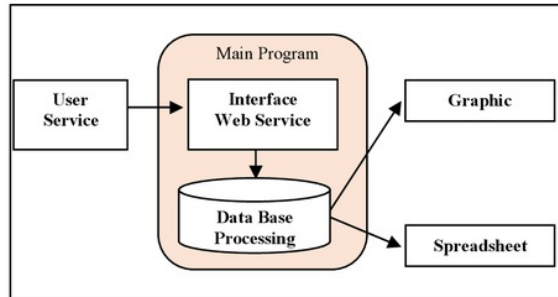 Main Program
User
Service
Interface
Web Service
Graphic
Data Base
Processing
Spreadsheet